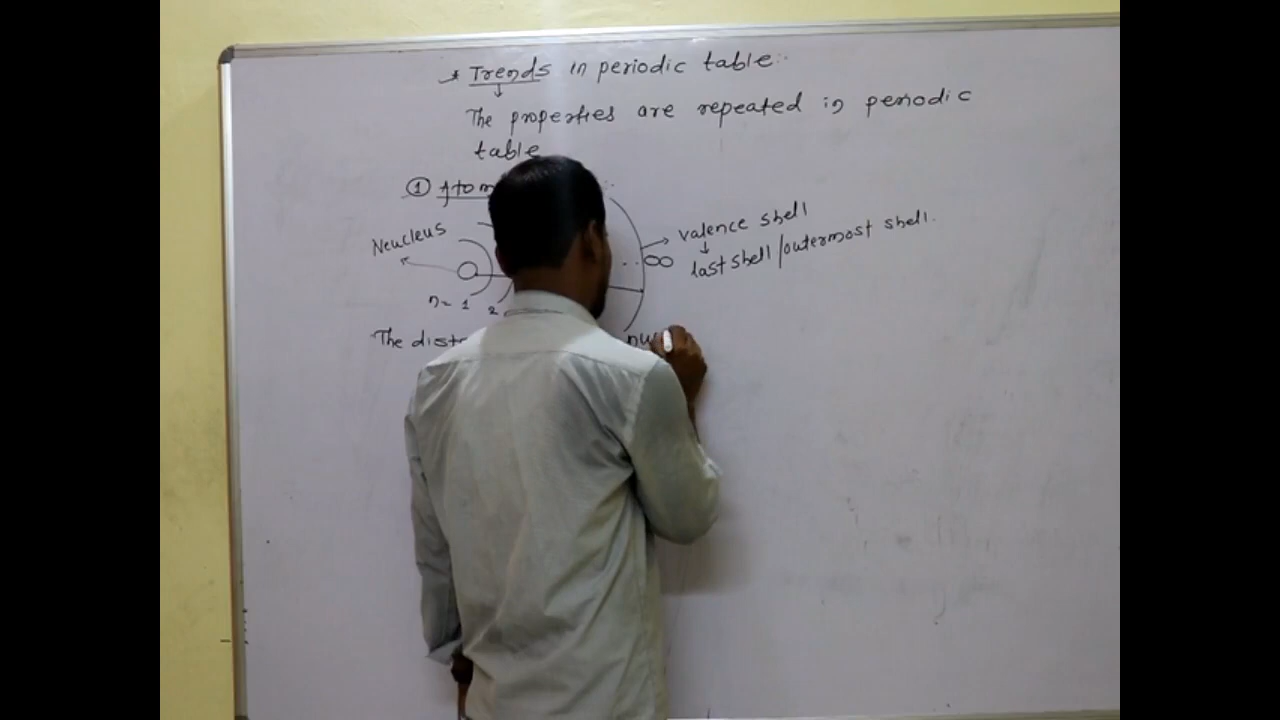 * Trends in periodic table :-
The properties are repeated in periodic
table
① Atom
Neucleus
valence shell
last shell / outermost shell.
n= 1 2
The dist